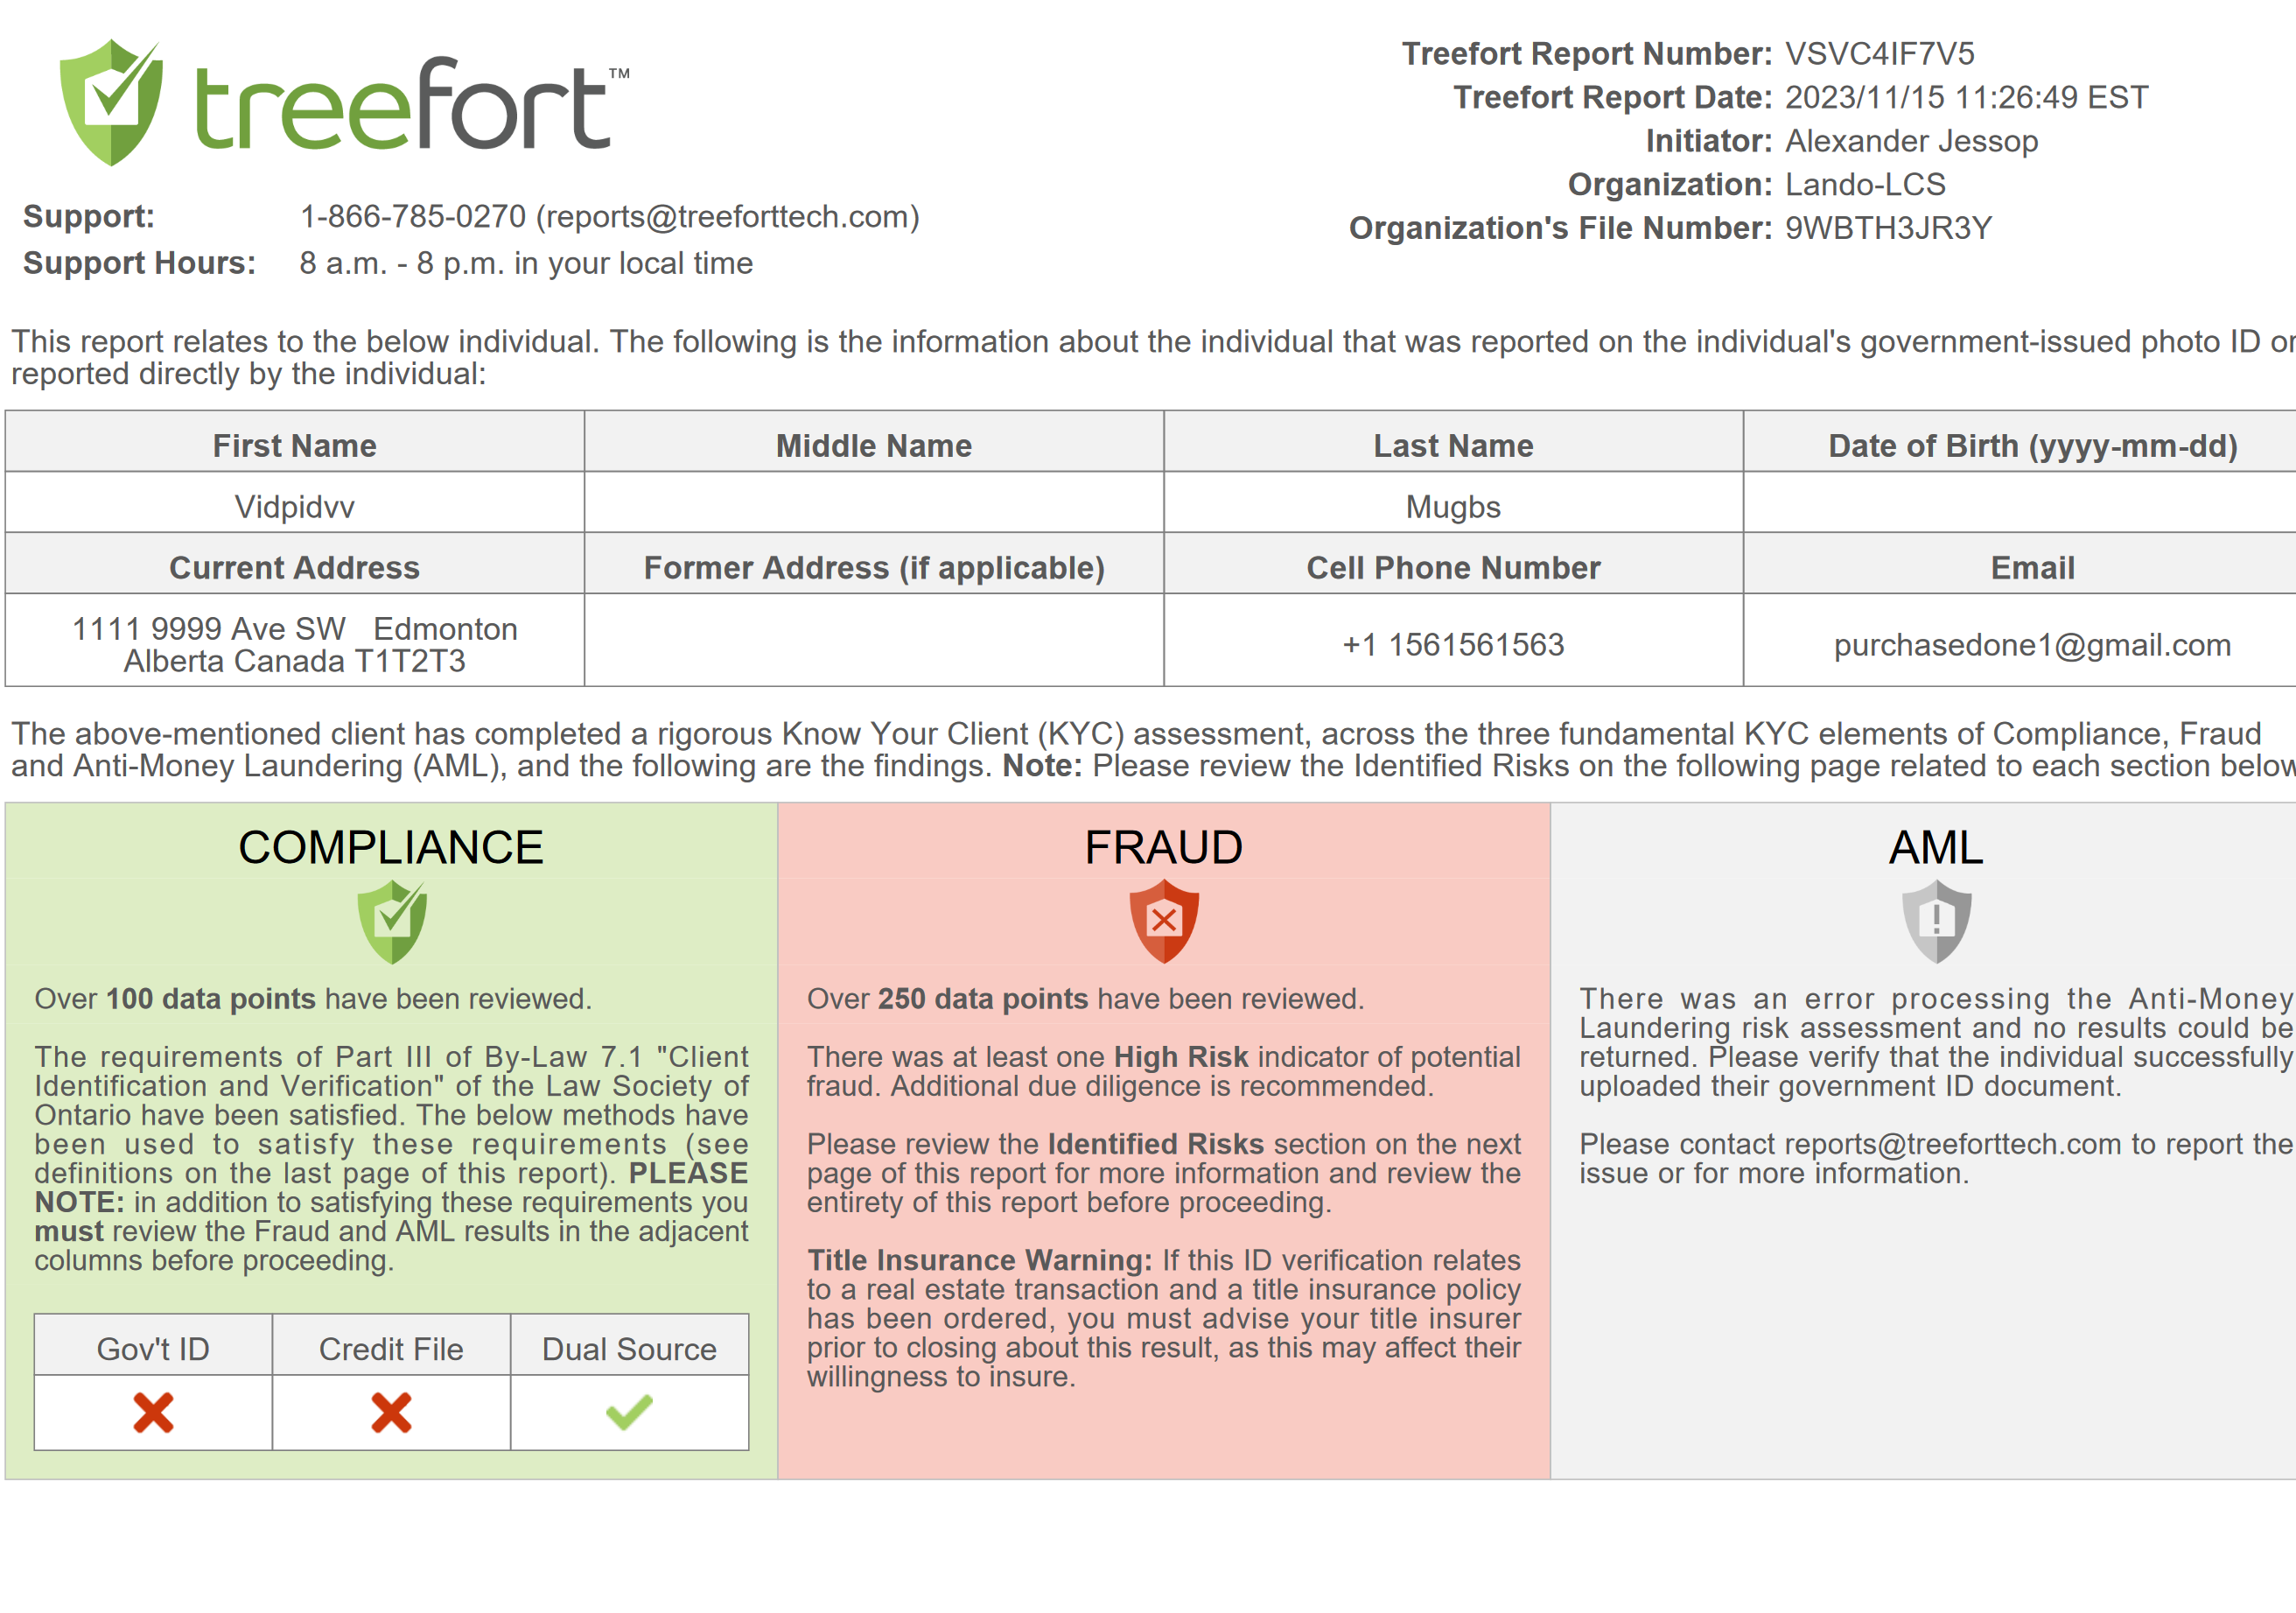 treefort™
Treefort Report Number: VSVC4IF7V5
Treefort Report Date: 2023/11/15 11:26:49 EST
Initiator: Alexander Jessop
Organization: Lando-LCS
Organization's File Number: 9WBTH3JR3Y
Support: 1-866-785-0270 (reports@treeforttech.com)
Support Hours: 8 a.m. - 8 p.m. in your local time
This report relates to the below individual. The following is the information about the individual that was reported on the individual's government-issued photo ID or
reported directly by the individual:
First Name Middle Name Last Name Date of Birth (yyyy-mm-dd)
Vidpidvv Mugbs
Current Address Former Address (if applicable) Cell Phone Number Email
1111 9999 Ave SW Edmonton
Alberta Canada T1T2T3
+1 1561561563
purchasedone1@gmail.com
The above-mentioned client has completed a rigorous Know Your Client (KYC) assessment, across the three fundamental KYC elements of Compliance, Fraud
and Anti-Money Laundering (AML), and the following are the findings. Note: Please review the Identified Risks on the following page related to each section below
COMPLIANCE
Over 100 data points have been reviewed.
The requirements of Part III of By-Law 7.1 "Client
Identification and Verification" of the Law Society of
Ontario have been satisfied. The below methods have
been used to satisfy these requirements (see
definitions on the last page of this report). PLEASE
NOTE: in addition to satisfying these requirements you
must review the Fraud and AML results in the adjacent
columns before proceeding.
Gov't ID Credit File Dual Source
FRAUD
Over 250 data points have been reviewed.
There was at least one High Risk indicator of potential
fraud. Additional due diligence is recommended.
Please review the Identified Risks section on the next
page of this report for more information and review the
entirety of this report before proceeding.
Title Insurance Warning: If this ID verification relates
to a real estate transaction and a title insurance policy
has been ordered, you must advise your title insurer
prior to closing about this result, as this may affect their
willingness to insure.
AML
There was an error processing the Anti-Money
Laundering risk assessment and no results could be
returned. Please verify that the individual successfully
uploaded their government ID document.
Please contact reports@treeforttech.com to report the
issue or for more information.